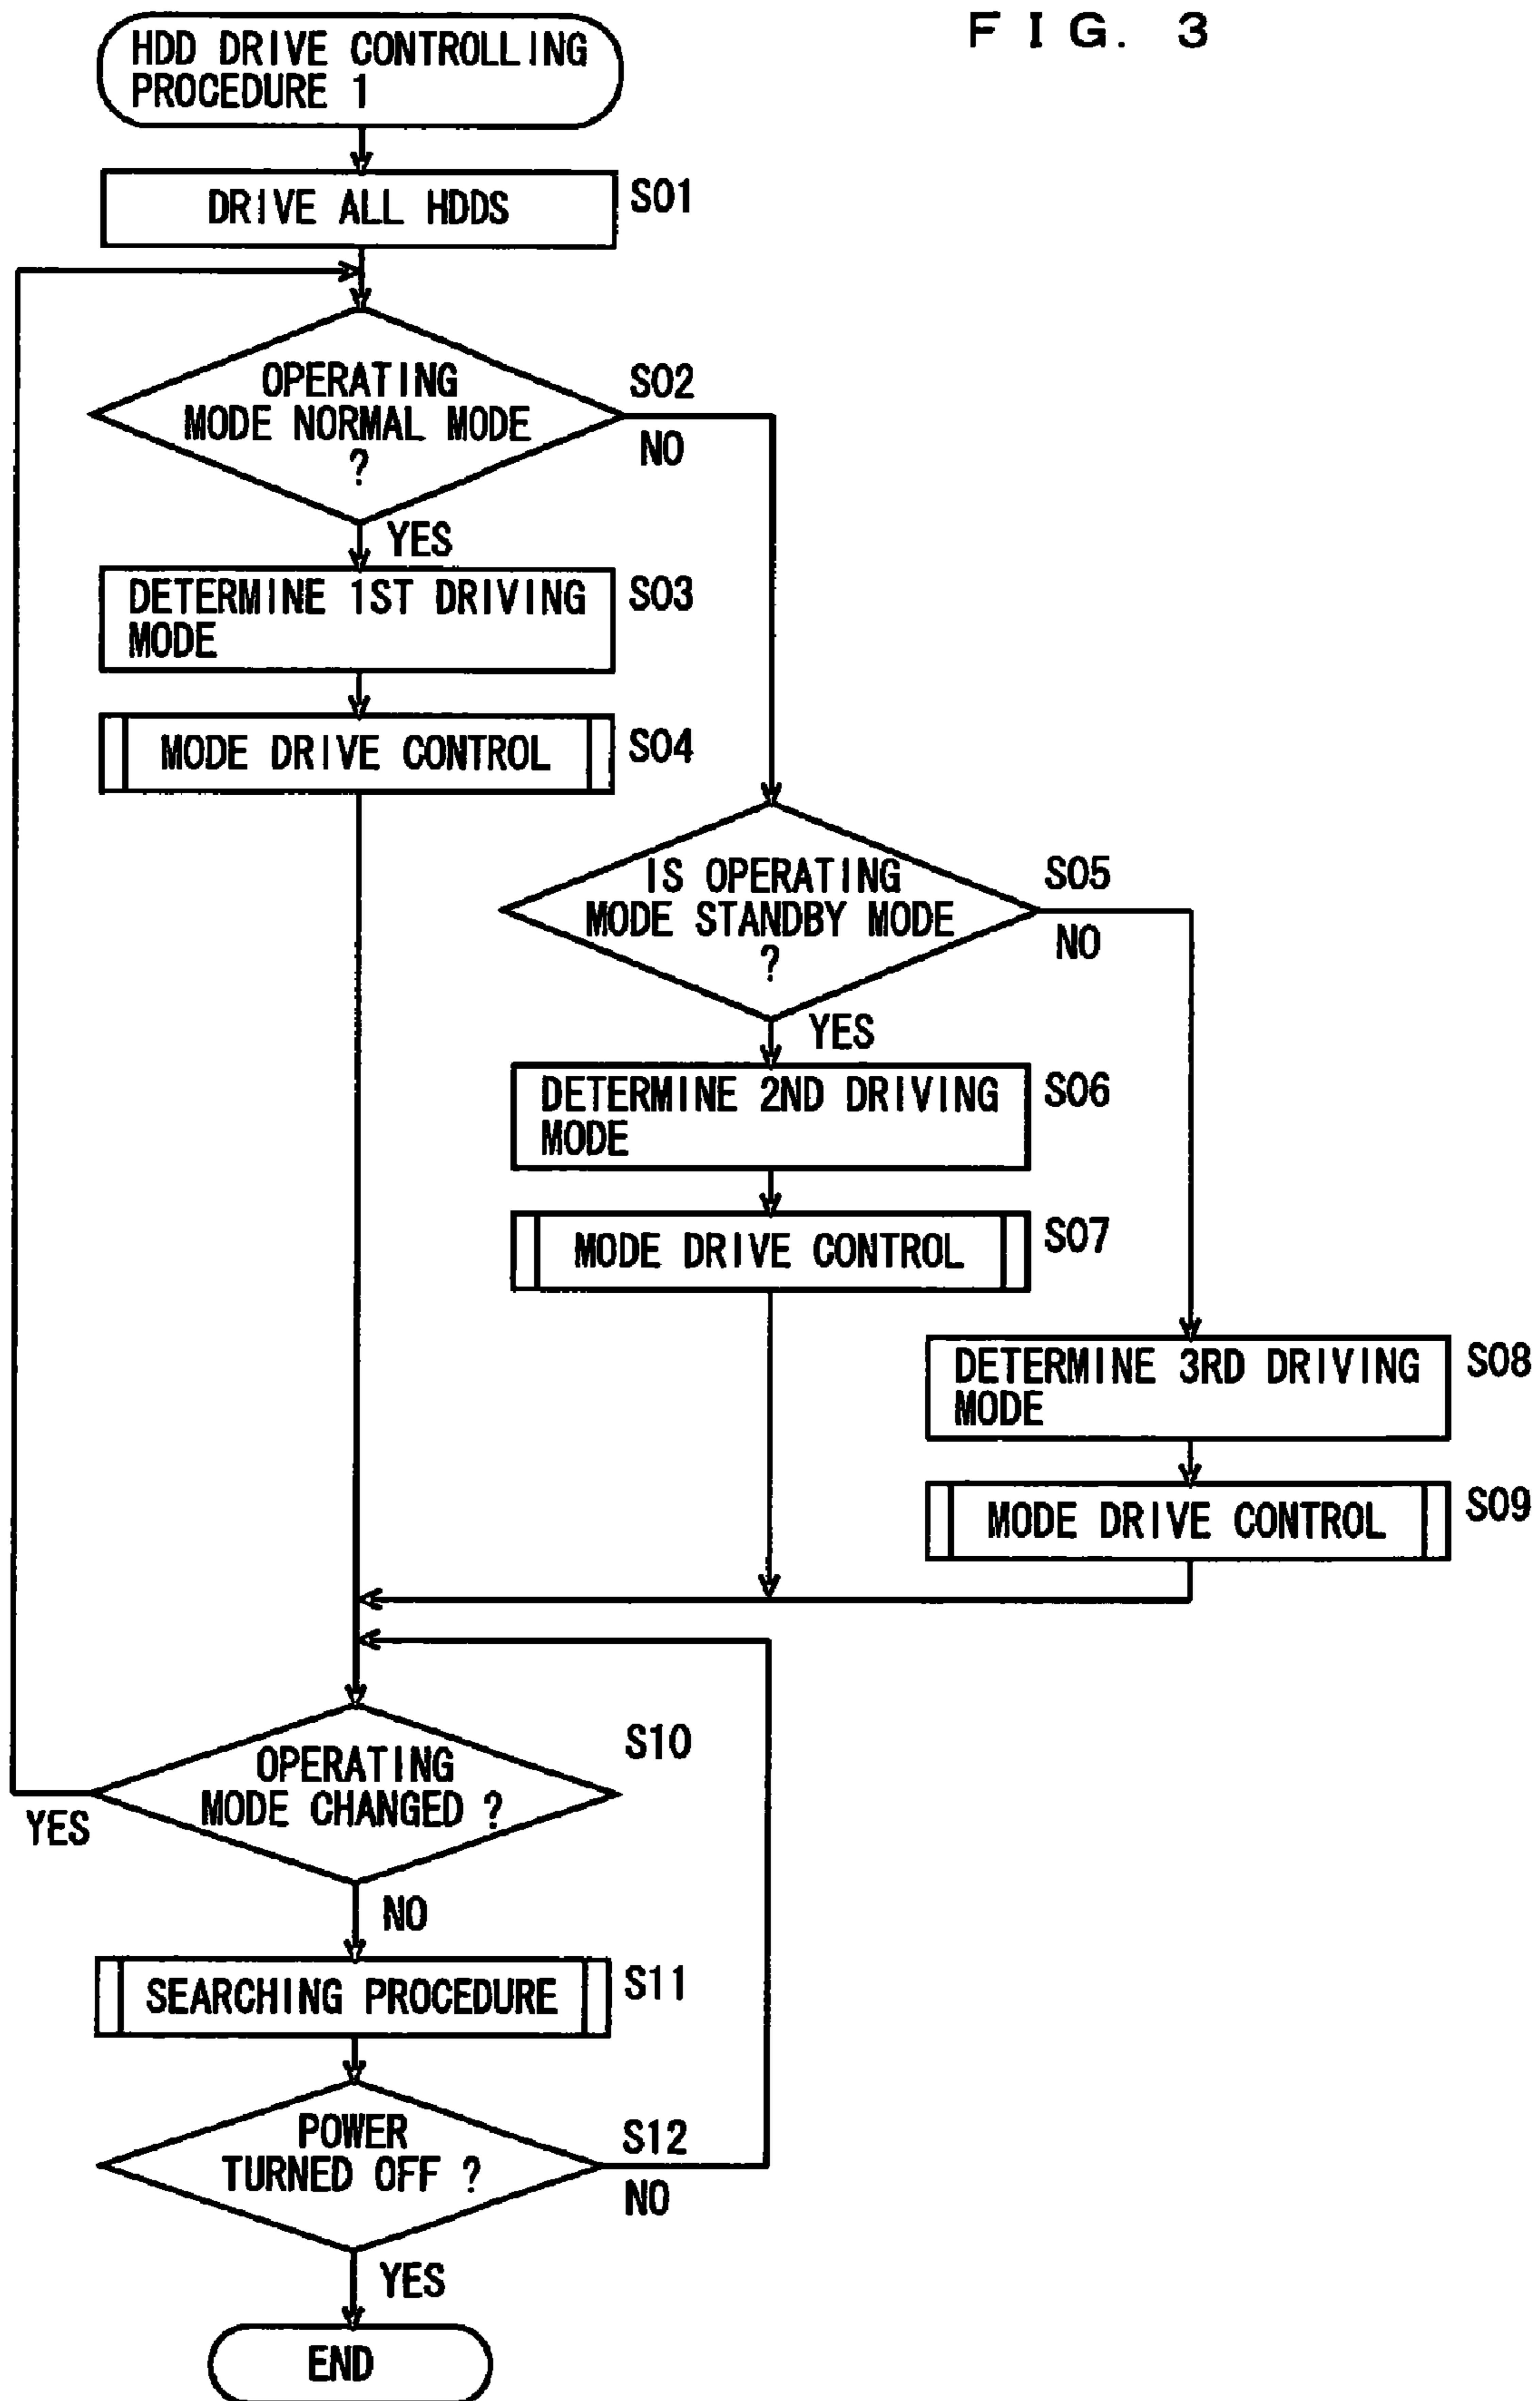 FIG. 3
HDD DRIVE CONTROLLING
PROCEDURE 1
DRIVE ALL HDDS
S01
OPERATING
MODE NORMAL MODE
?
S02
NO
YES
DETERMINE 1ST DRIVING
MODE
S03
MODE DRIVE CONTROL
S04
IS OPERATING
MODE STANDBY MODE
?
S05
NO
YES
DETERMINE 2ND DRIVING
MODE
S06
MODE DRIVE CONTROL
S07
DETERMINE 3RD DRIVING
MODE
S08
MODE DRIVE CONTROL
S09
OPERATING
MODE CHANGED ?
S10
YES
NO
SEARCHING PROCEDURE
S11
POWER
TURNED OFF ?
S12
NO
YES
END